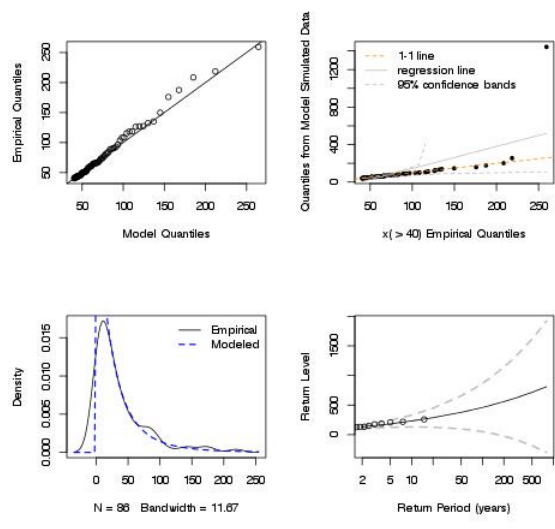 Empirical Quantiles
50 100 150 200 250
50 100 150 200 250
Model Quantiles
Quantiles from Model Simulated Data
0 400 800 1400
1-1 line
regression line
95% confidence bands
50 100 150 200 250
x( > 40) Empirical Quantiles
Density
0.000 0.005 0.010 0.015
Empirical
Modeled
0 50 100 150 200 250
N = 86 Bandwidth = 11.67
Return Level
0 500 1500
2 5 10 50 200 500
Return Period (years)